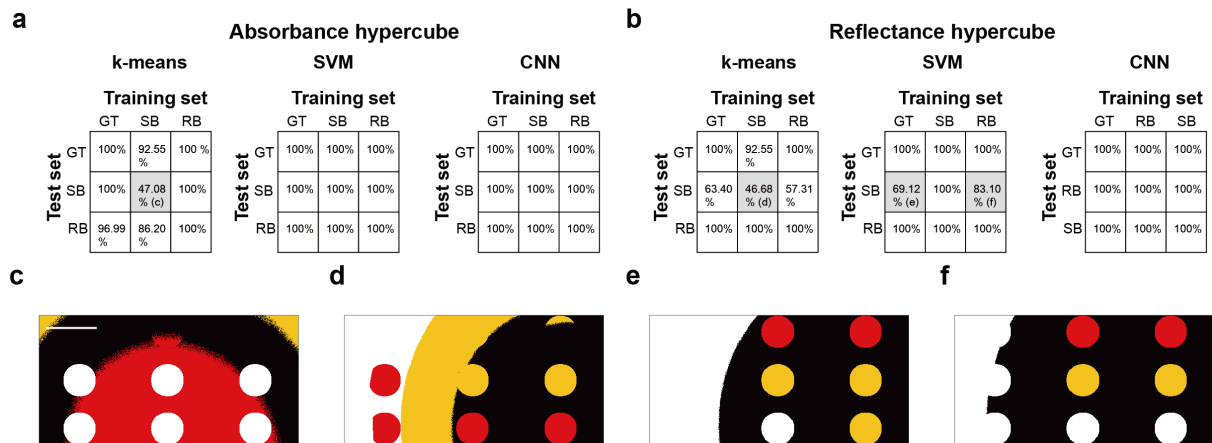 a
b
Absorbance hypercube
Reflectance hypercube
k-means
SVM
CNN
k-means
SVM
CNN
Training set
Training set
Training set
Training set
Training set
Training set
GT SB RB
GT SB RB
GT SB RB
GT SB RB
GT SB RB
GT RB SB
Test set
GT 100% 92.55 % 100 %
SB 100% 47.08 % (c) 100%
RB 96.99 % 86.20 % 100%
Test set
GT 100% 100% 100%
SB 100% 100% 100%
RB 100% 100% 100%
Test set
GT 100% 100% 100%
SB 100% 100% 100%
RB 100% 100% 100%
Test set
GT 100% 92.55 % 100%
SB 63.40 % 46.68 % (d) 57.31 %
RB 100% 100% 100%
Test set
GT 100% 100% 100%
SB 69.12 % (e) 100% 83.10 % (f)
RB 100% 100% 100%
Test set
GT 100% 100% 100%
RB 100% 100% 100%
SB 100% 100% 100%
c
d
e
f